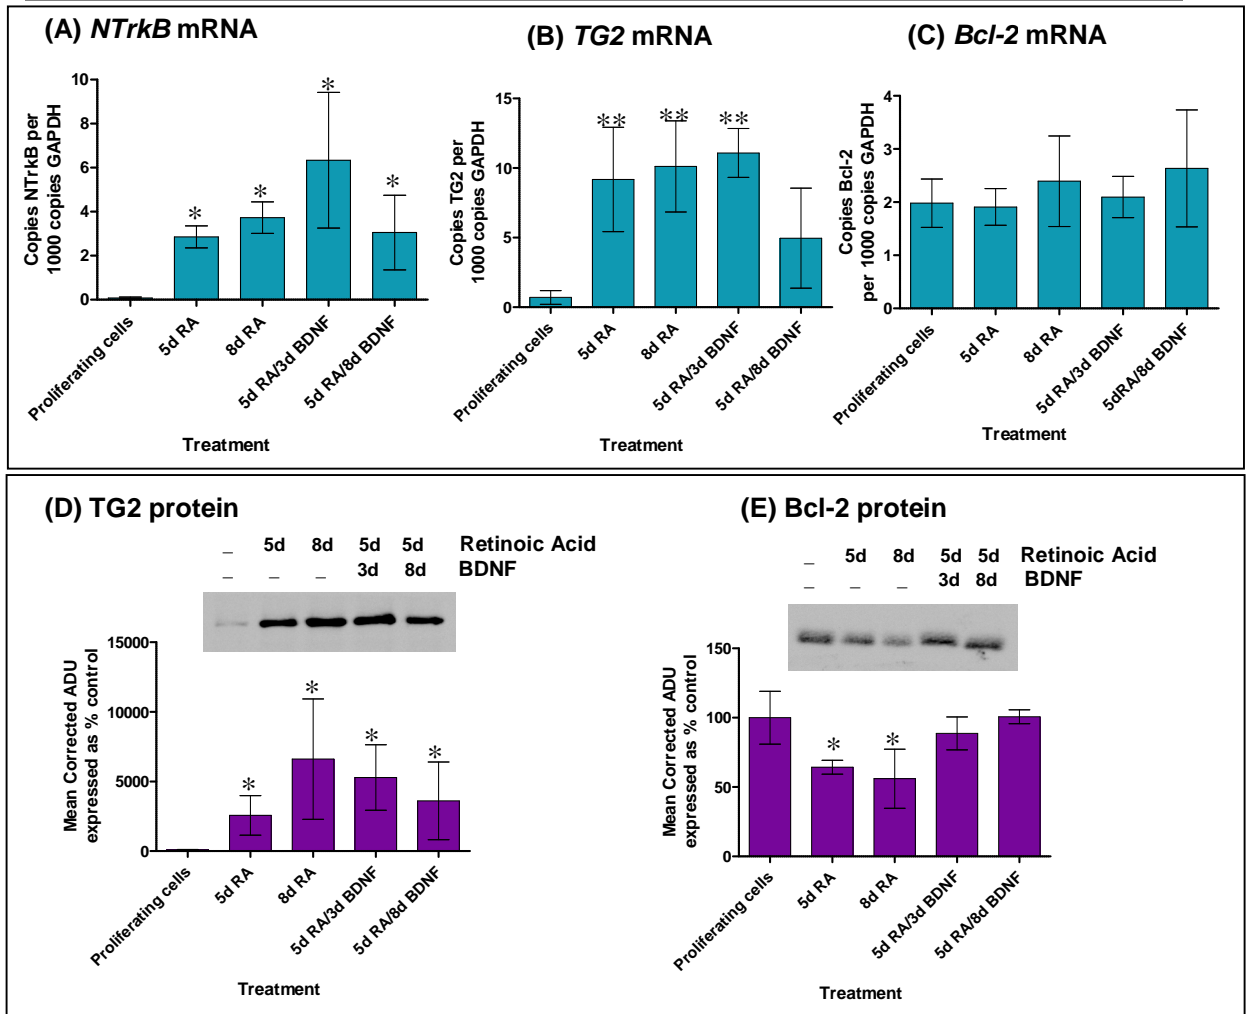 (A) NTrkB mRNA
Copies NTrkB per
1000 copies GAPDH
10
8
6
4
2
0
*
*
*
*
Proliferating cells
5d RA
8d RA
5d RA/3d BDNF
5d RA/8d BDNF
Treatment
(B) TG2 mRNA
Copies TG2 per
1000 copies GAPDH
15
10
5
0
**
**
**
Proliferating cells
5d RA
8d RA
5d RA/3d BDNF
5d RA/8d BDNF
Treatment
(C) Bcl-2 mRNA
Copies Bcl-2
per 1000 copies GAPDH
4
3
2
1
0
Proliferating cells
5d RA
8d RA
5d RA/3d BDNF
5dRA/8d BDNF
Treatment
(D) TG2 protein
_ 5d 8d 5d 5d Retinoic Acid
_ _ _ 3d 8d BDNF
Mean Corrected ADU
expressed as % control
15000
10000
5000
0
*
*
*
*
Proliferating cells
5d RA
8d RA
5d RA/3d BDNF
5d RA/8d BDNF
Treatment
(E) Bcl-2 protein
_ 5d 8d 5d 5d Retinoic Acid
_ _ _ 3d 8d BDNF
Mean Corrected ADU
expressed as % control
150
100
50
0
*
*
Proliferating cells
5d RA
8d RA
5d RA/3d BDNF
5d RA/8d BDNF
Treatment